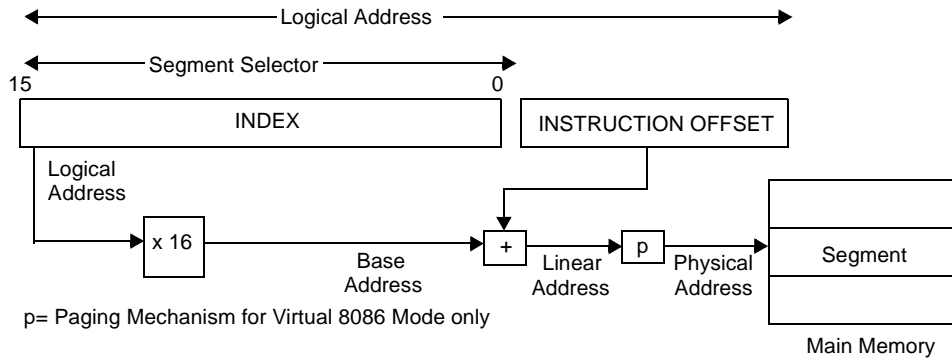 Logical Address
Segment Selector
15
0
INDEX
INSTRUCTION OFFSET
Logical
Address
x 16
+
p
Segment
Base
Address
Linear
Address
Physical
Address
p= Paging Mechanism for Virtual 8086 Mode only
Main Memory